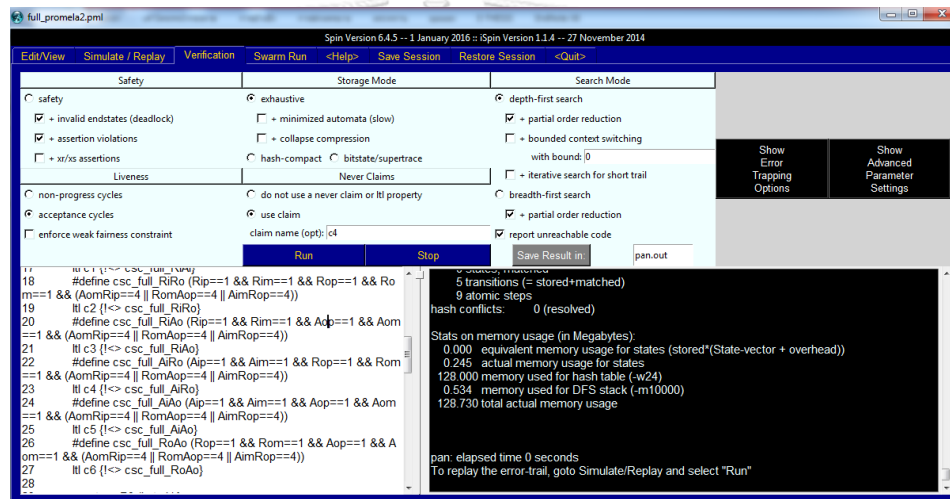 full_promela2.pml
Spin Version 6.4.5 -- 1 January 2016 :: iSpin Version 1.1.4 -- 27 November 2014
Edit/View Simulate / Replay Verification Swarm Run <Help> Save Session Restore Session <Quit>
Safety
safety
+ invalid endstates (deadlock)
+ assertion violations
+ xr/xs assertions
Liveness
non-progress cycles
acceptance cycles
enforce weak fairness constraint
Storage Mode
exhaustive
+ minimized automata (slow)
+ collapse compression
hash-compact bitstate/supertrace
Never Claims
do not use a never claim or ltl property
use claim
claim name (opt): c4
Search Mode
depth-first search
+ partial order reduction
+ bounded context switching
with bound: 0
+ iterative search for short trail
breadth-first search
+ partial order reduction
report unreachable code
Run Stop Save Result in: pan.out
Show
Error
Trapping
Options
Show
Advanced
Parameter
Settings
17 ltl c1 {!<> csc_full_RiAi}
18 #define csc_full_RiRo (Rip==1 && Rim==1 && Rop==1 && Ro
m==1 && (AomRip==4 || RomAop==4 || AimRop==4))
19 ltl c2 {!<> csc_full_RiRo}
20 #define csc_full_RiAo (Rip==1 && Rim==1 && Aop==1 && Aom
==1 && (AomRip==4 || RomAop==4 || AimRop==4))
21 ltl c3 {!<> csc_full_RiAo}
22 #define csc_full_AiRo (Aip==1 && Aim==1 && Rop==1 && Rom
==1 && (AomRip==4 || RomAop==4 || AimRop==4))
23 ltl c4 {!<> csc_full_AiRo}
24 #define csc_full_AiAo (Aip==1 && Aim==1 && Aop==1 && Aom
==1 && (AomRip==4 || RomAop==4 || AimRop==4))
25 ltl c5 {!<> csc_full_AiAo}
26 #define csc_full_RoAo (Rop==1 && Rom==1 && Aop==1 && A
om==1 && (AomRip==4 || RomAop==4 || AimRop==4))
27 ltl c6 {!<> csc_full_RoAo}
28
0 states, matched
5 transitions (= stored+matched)
9 atomic steps
hash conflicts: 0 (resolved)
Stats on memory usage (in Megabytes):
0.000 equivalent memory usage for states (stored*(State-vector + overhead))
0.245 actual memory usage for states
128.000 memory used for hash table (-w24)
0.534 memory used for DFS stack (-m10000)
128.730 total actual memory usage
pan: elapsed time 0 seconds
To replay the error-trail, goto Simulate/Replay and select "Run"